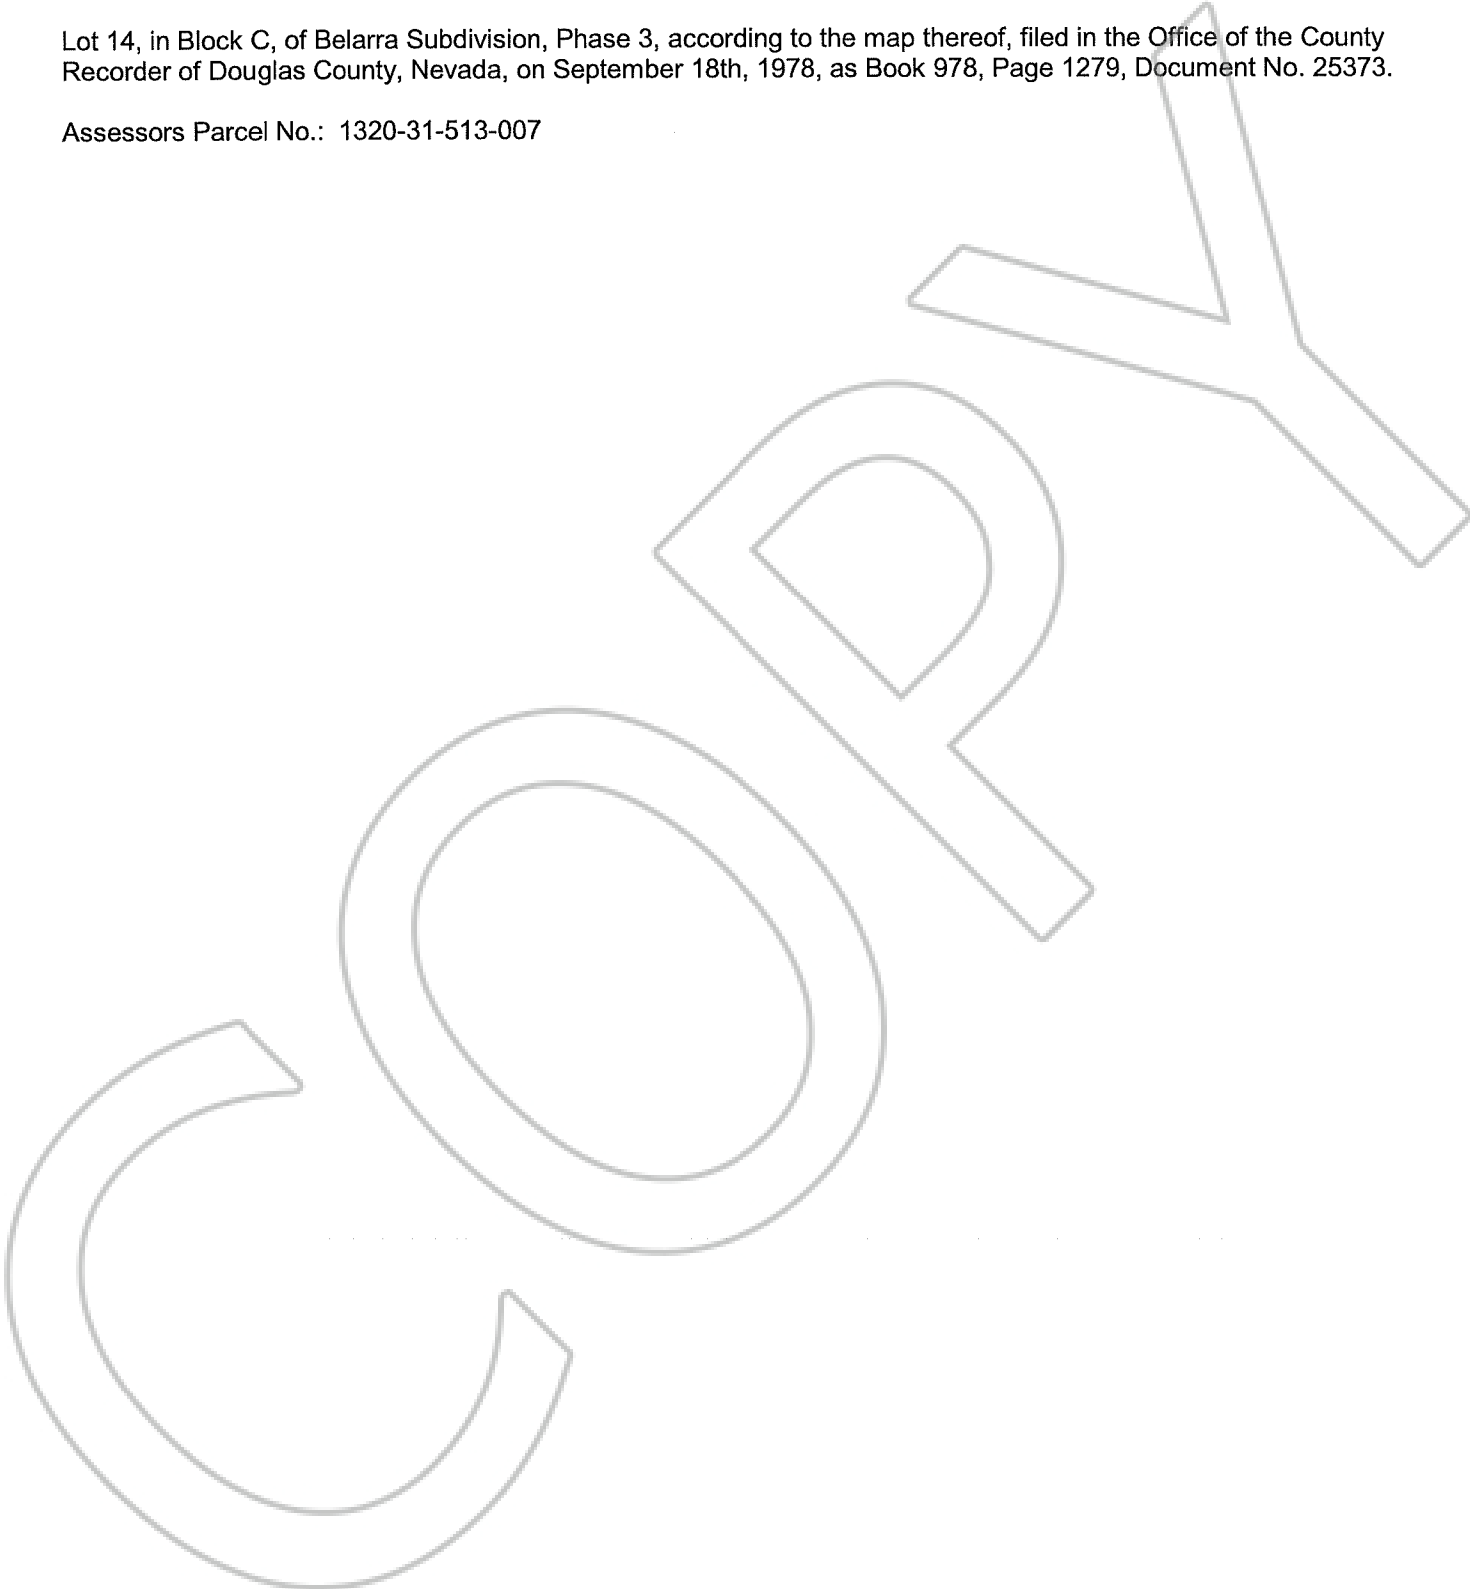 Lot 14, in Block C, of Belarra Subdivision, Phase 3, according to the map thereof, filed in the Office of the County
Recorder of Douglas County, Nevada, on September 18th, 1978, as Book 978, Page 1279, Document No. 25373.
Assessors Parcel No.: 1320-31-513-007
COPY